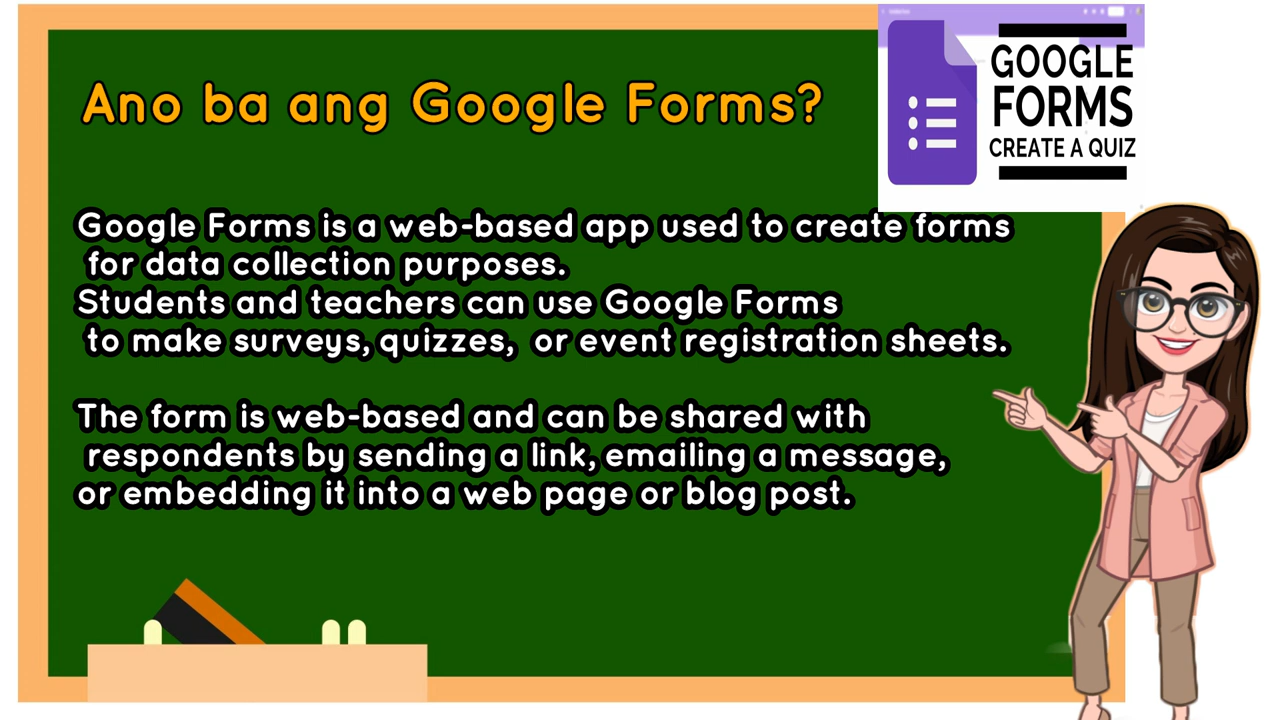 Ano ba ang Google Forms?
GOOGLE
FORMS
CREATE A QUIZ
Google Forms is a web-based app used to create forms
for data collection purposes.
Students and teachers can use Google Forms
to make surveys, quizzes, or event registration sheets.
The form is web-based and can be shared with
respondents by sending a link, emailing a message,
or embedding it into a web page or blog post.